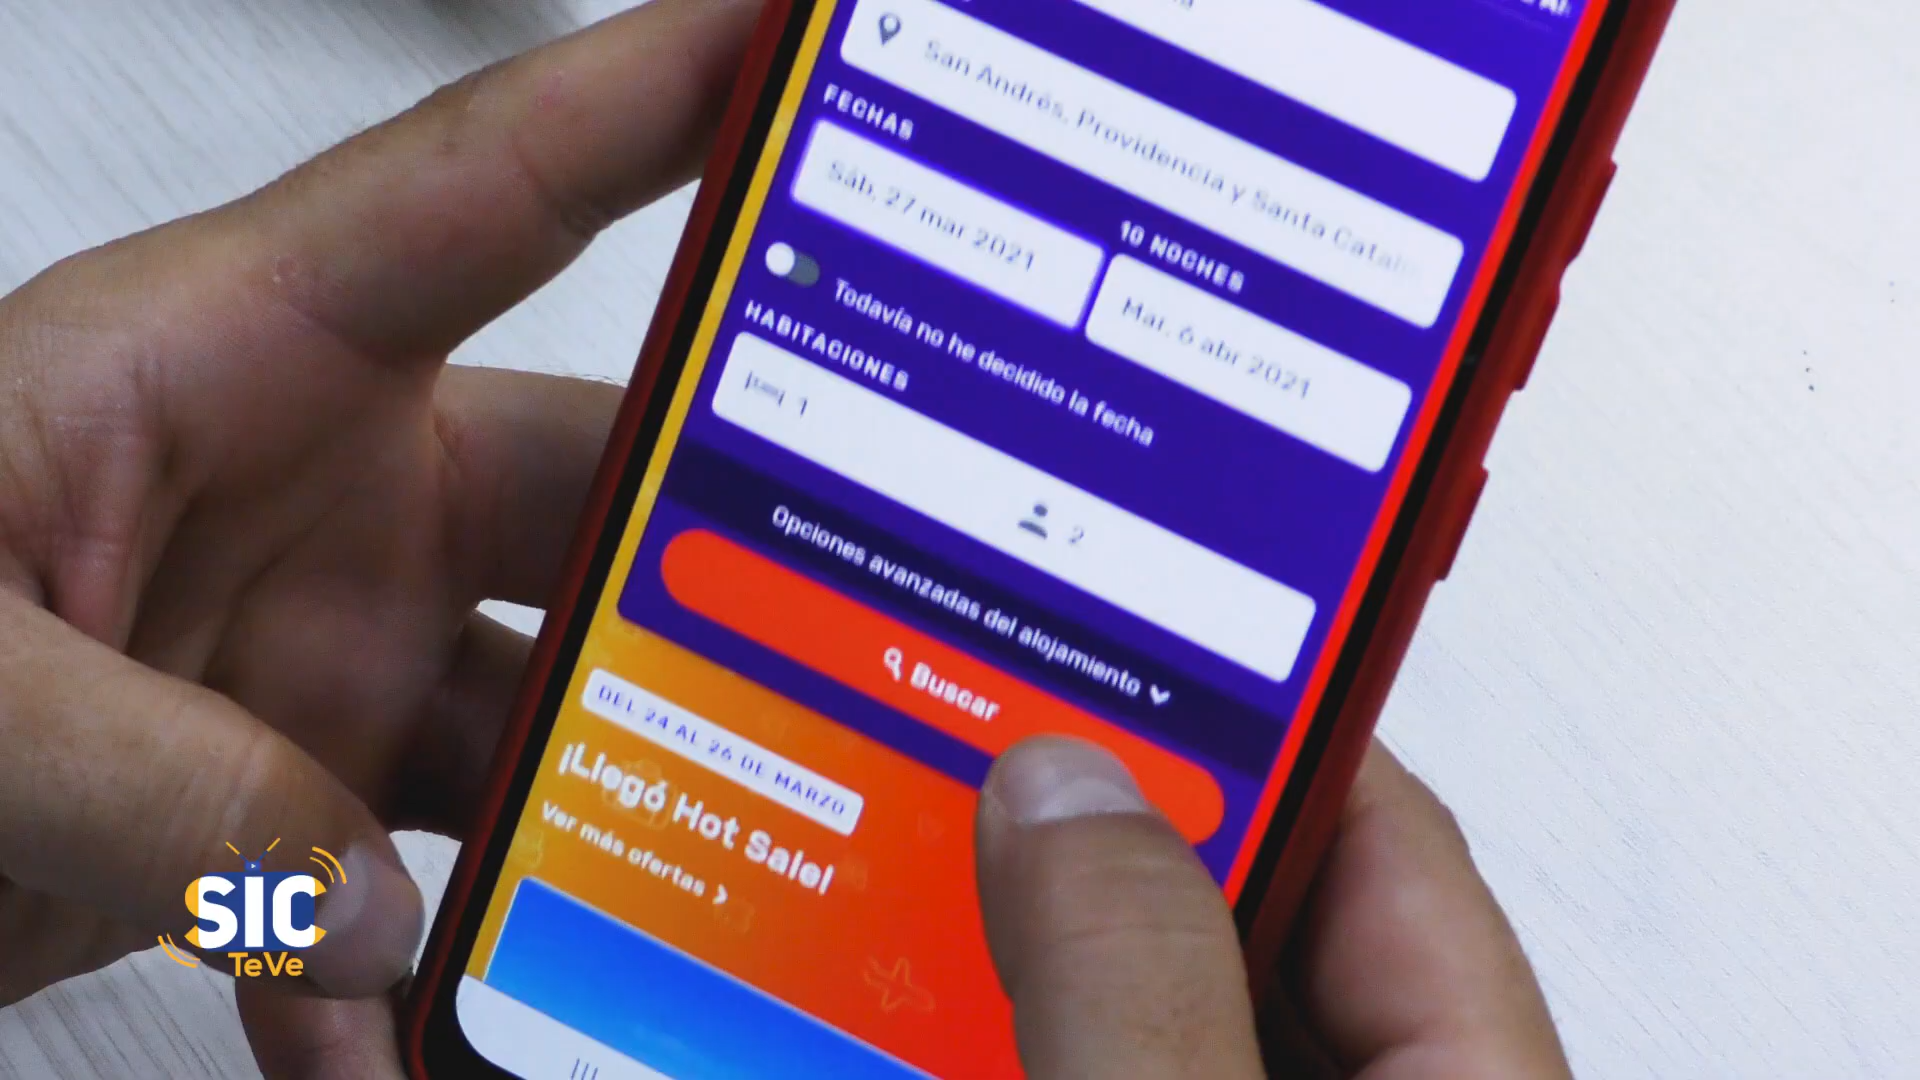 San Andrés, Providencia y Santa Catali
FECHAS
10 NOCHES
Sáb, 27 mar 2021
Mar, 6 abr 2021
Todavía no he decidido la fecha
HABITACIONES
1
2
Opciones avanzadas del alojamiento
Buscar
DEL 24 AL 26 DE MARZO
¡Llegó Hot Sale!
Ver más ofertas
SIC
TeVe